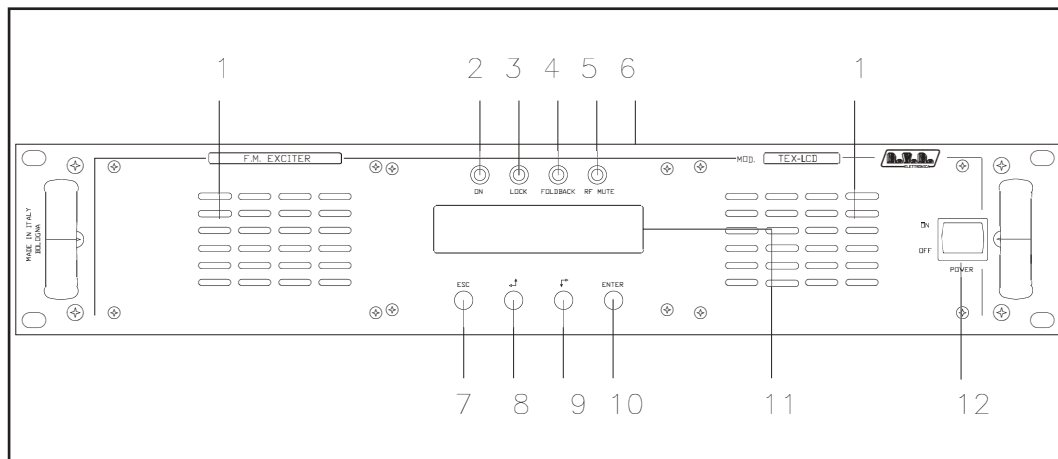 1 2 3 4 5 6 1
F.M. EXCITER MOD. TEX-LCD R.V.R.
ELETTRONICA
ON LOCK FOLDBACK RF MUTE
MADE IN ITALY
BOLOGNA
ON
OFF
POWER
ESC ENTER
7 8 9 10 11 12